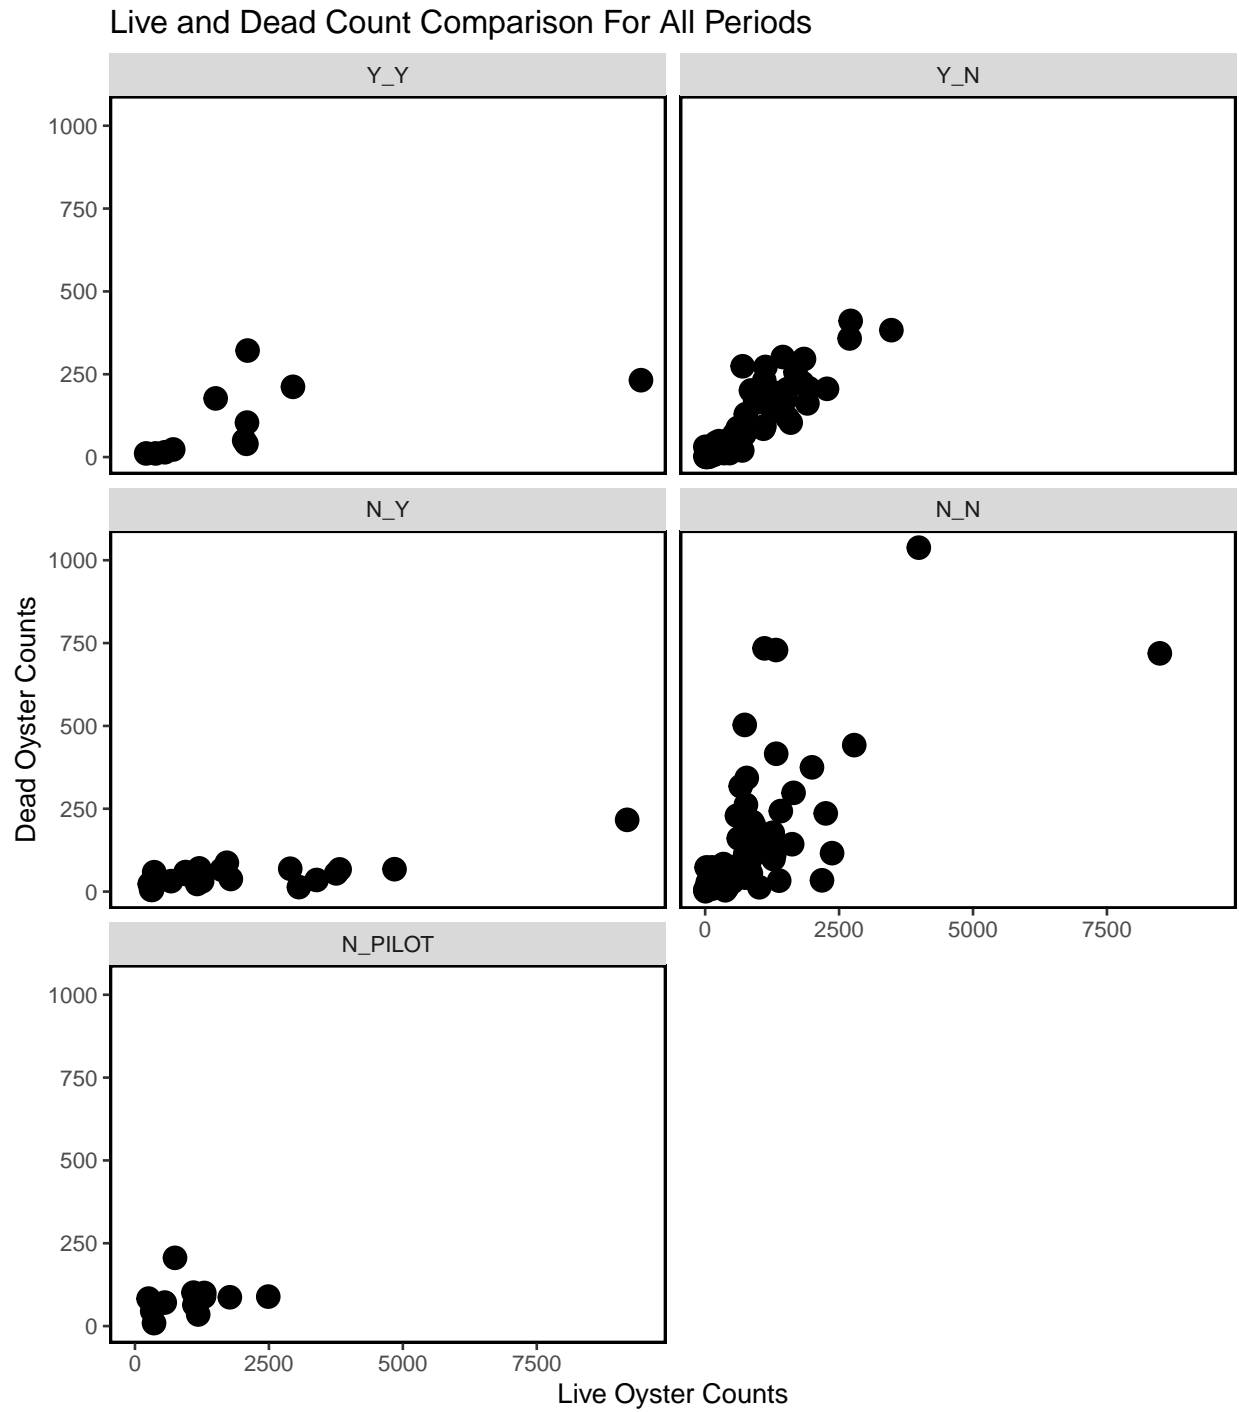 Live and Dead Count Comparison For All Periods
Y_Y
Y_N
1000
750
500
250
0
N_Y
N_N
1000
750
500
250
0
0 2500 5000 7500
N_PILOT
1000
750
500
250
0
0 2500 5000 7500
Live Oyster Counts
Dead Oyster Counts